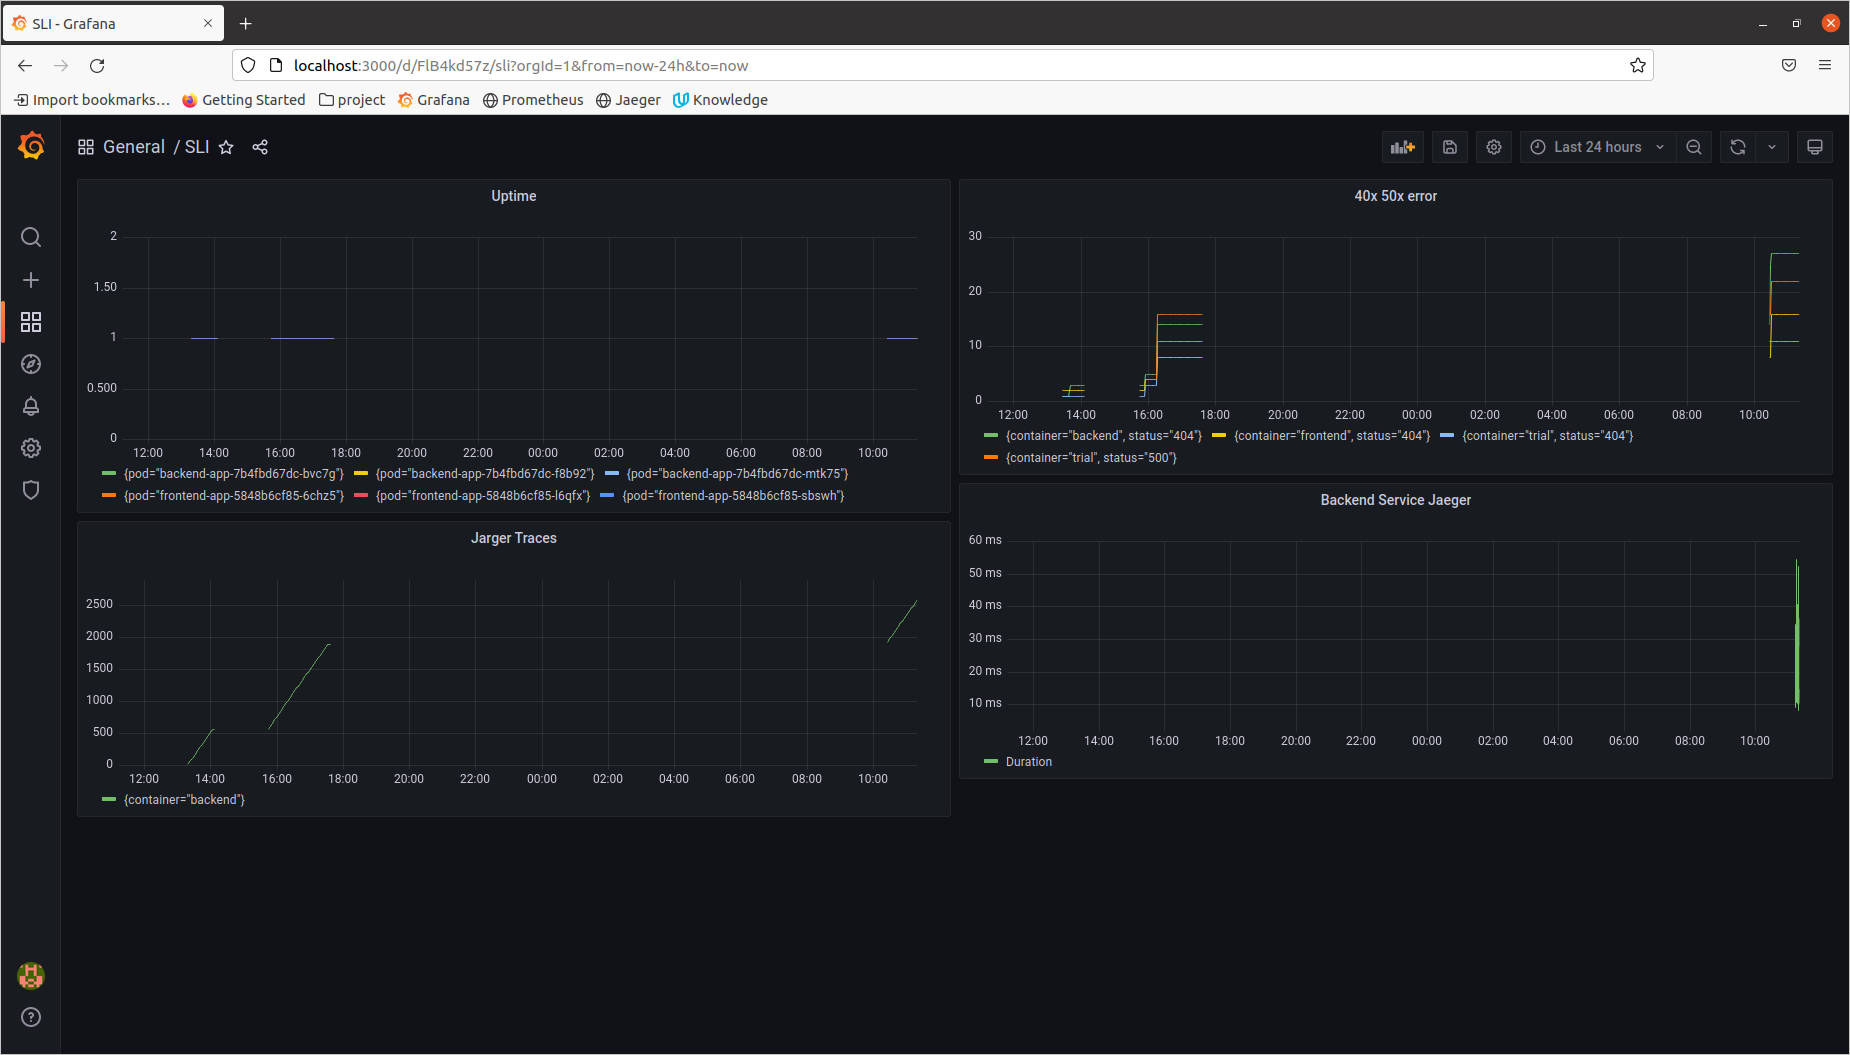 SLI - Grafana
localhost:3000/d/FlB4kd57z/sli?orgId=1&from=now-24h&to=now
Import bookmarks... Getting Started project Grafana Prometheus Jaeger Knowledge
General / SLI
Last 24 hours
Uptime
2
1.50
1
0.500
0
12:00 14:00 16:00 18:00 20:00 22:00 00:00 02:00 04:00 06:00 08:00 10:00
{pod="backend-app-7b4fbd67dc-bvc7g"} {pod="backend-app-7b4fbd67dc-f8b92"} {pod="backend-app-7b4fbd67dc-mtk75"}
{pod="frontend-app-5848b6cf85-6chz5"} {pod="frontend-app-5848b6cf85-l6qfx"} {pod="frontend-app-5848b6cf85-sbswh"}
40x 50x error
30
20
10
0
12:00 14:00 16:00 18:00 20:00 22:00 00:00 02:00 04:00 06:00 08:00 10:00
{container="backend", status="404"} {container="frontend", status="404"} {container="trial", status="404"}
{container="trial", status="500"}
Jarger Traces
2500
2000
1500
1000
500
0
12:00 14:00 16:00 18:00 20:00 22:00 00:00 02:00 04:00 06:00 08:00 10:00
{container="backend"}
Backend Service Jaeger
60 ms
50 ms
40 ms
30 ms
20 ms
10 ms
12:00 14:00 16:00 18:00 20:00 22:00 00:00 02:00 04:00 06:00 08:00 10:00
Duration